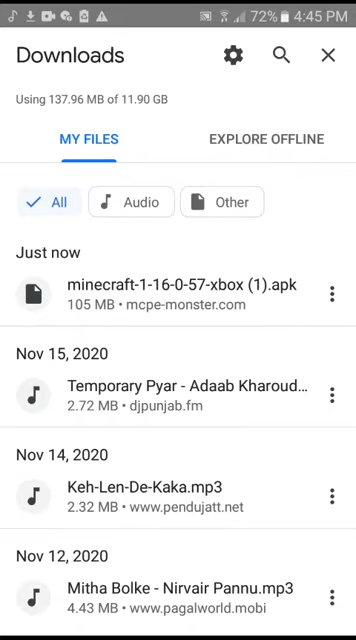 72% 4:45 PM
Downloads
Using 137.96 MB of 11.90 GB
MY FILES EXPLORE OFFLINE
All Audio Other
Just now
minecraft-1-16-0-57-xbox (1).apk
105 MB • mcpe-monster.com
Nov 15, 2020
Temporary Pyar - Adaab Kharoud...
2.72 MB • djpunjab.fm
Nov 14, 2020
Keh-Len-De-Kaka.mp3
2.32 MB • www.pendujatt.net
Nov 12, 2020
Mitha Bolke - Nirvair Pannu.mp3
4.43 MB • www.pagalworld.mobi